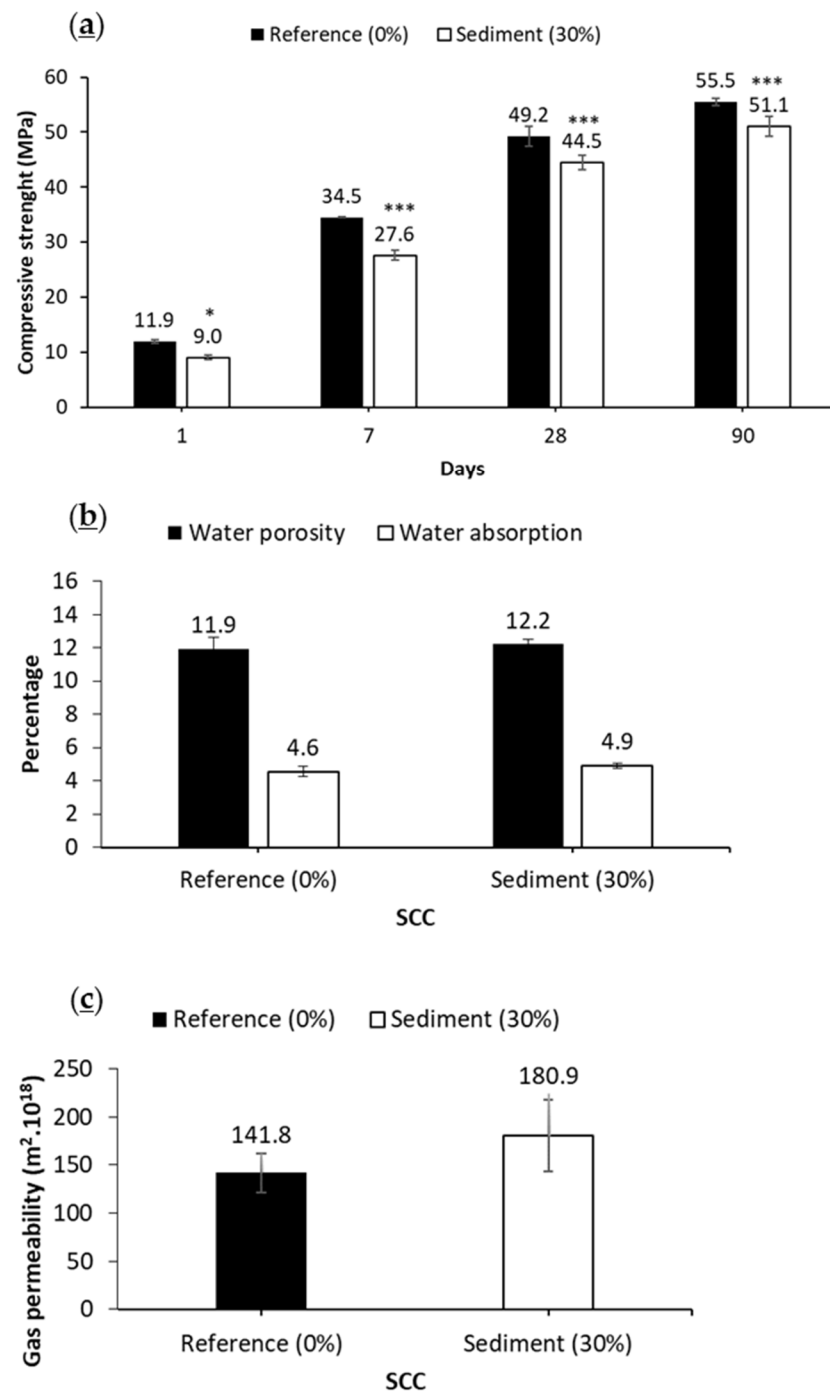 (a)
Reference (0%) Sediment (30%)
Compressive strenght (MPa)
60
50
40
30
20
10
0
11.9
*
9.0
34.5
***
27.6
49.2
***
44.5
55.5
***
51.1
1 7 28 90
Days
(b)
Water porosity Water absorption
Percentage
16
14
12
10
8
6
4
2
0
11.9
4.6
12.2
4.9
Reference (0%) Sediment (30%)
SCC
(c)
Reference (0%) Sediment (30%)
Gas permeability (m².10¹⁸)
250
200
150
100
50
0
141.8
180.9
Reference (0%) Sediment (30%)
SCC